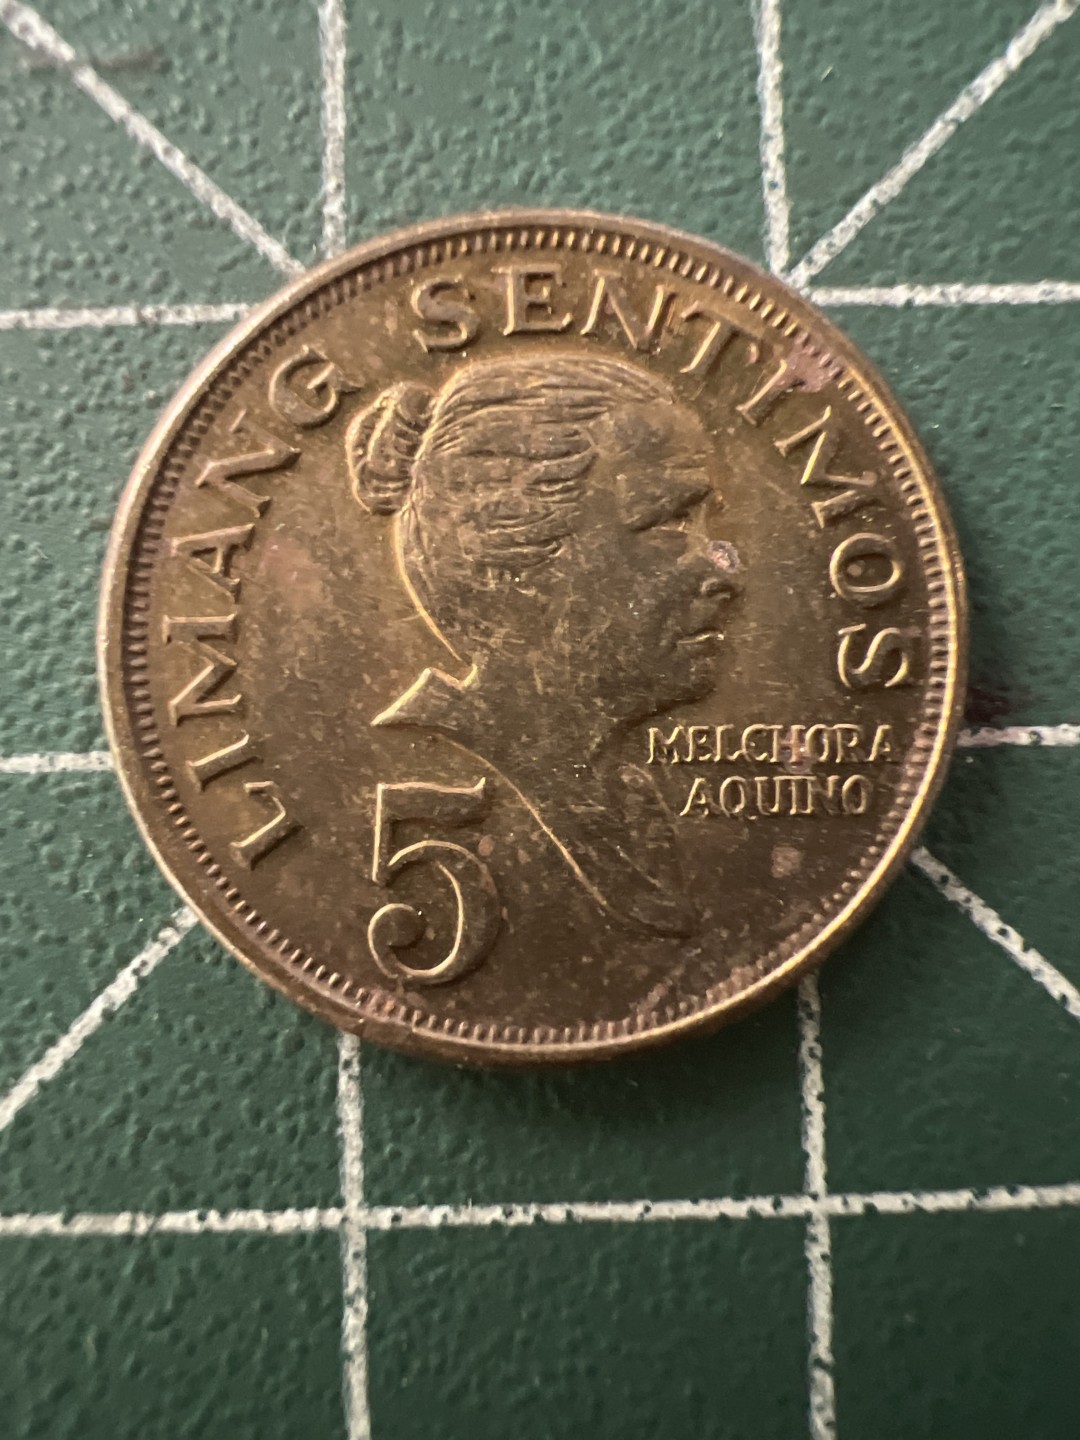 LIMANG SENTIMOS
MELCHORA
AQUINO
5